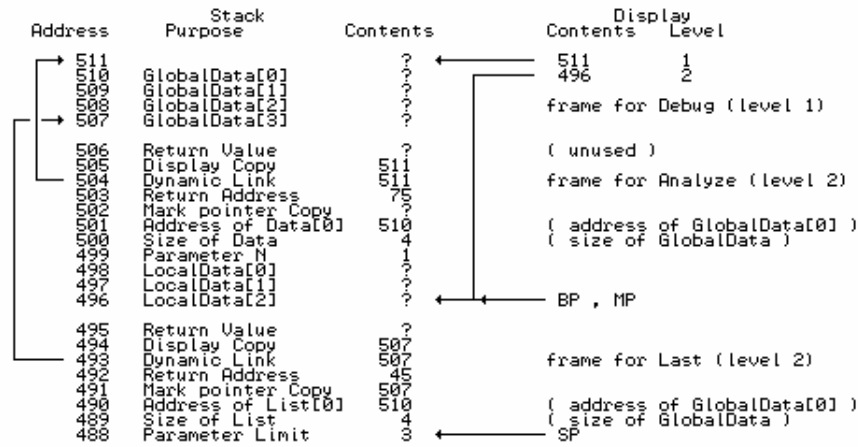 Stack Display
Address Purpose Contents Contents Level
511 ? 511 1
510 GlobalData[0] ? 496 2
509 GlobalData[1] ?
508 GlobalData[2] ? frame for Debug (level 1)
507 GlobalData[3] ?
506 Return Value ? ( unused )
505 Display Copy 511
504 Dynamic Link 511 frame for Analyze (level 2)
503 Return Address 75
502 Mark pointer Copy ?
501 Address of Data[0] 510 ( address of GlobalData[0] )
500 Size of Data 4 ( size of GlobalData )
499 Parameter N 1
498 LocalData[0] ?
497 LocalData[1] ?
496 LocalData[2] ? BP , MP
495 Return Value ?
494 Display Copy 507
493 Dynamic Link 507 frame for Last (level 2)
492 Return Address 45
491 Mark pointer Copy 507
490 Address of List[0] 510 ( address of GlobalData[0] )
489 Size of List 4 ( size of GlobalData )
488 Parameter Limit 3 SP